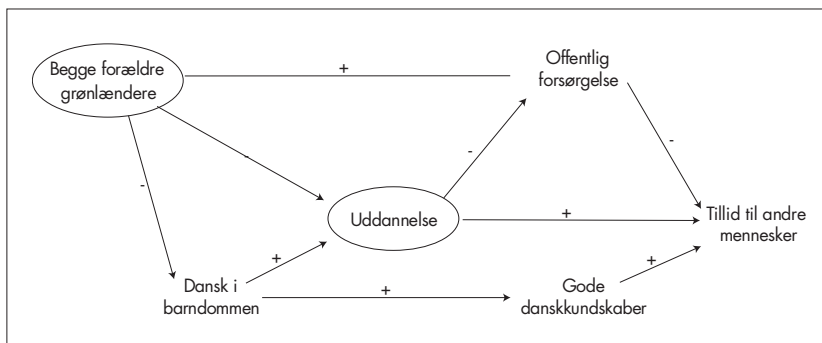 Begge forældre
grønlændere
+
Offentlig
forsørgelse
-
-
-
-
Uddannelse
+
Tillid til andre
mennesker
+
Dansk i
barndommen
+
Gode
danskkundskaber
+